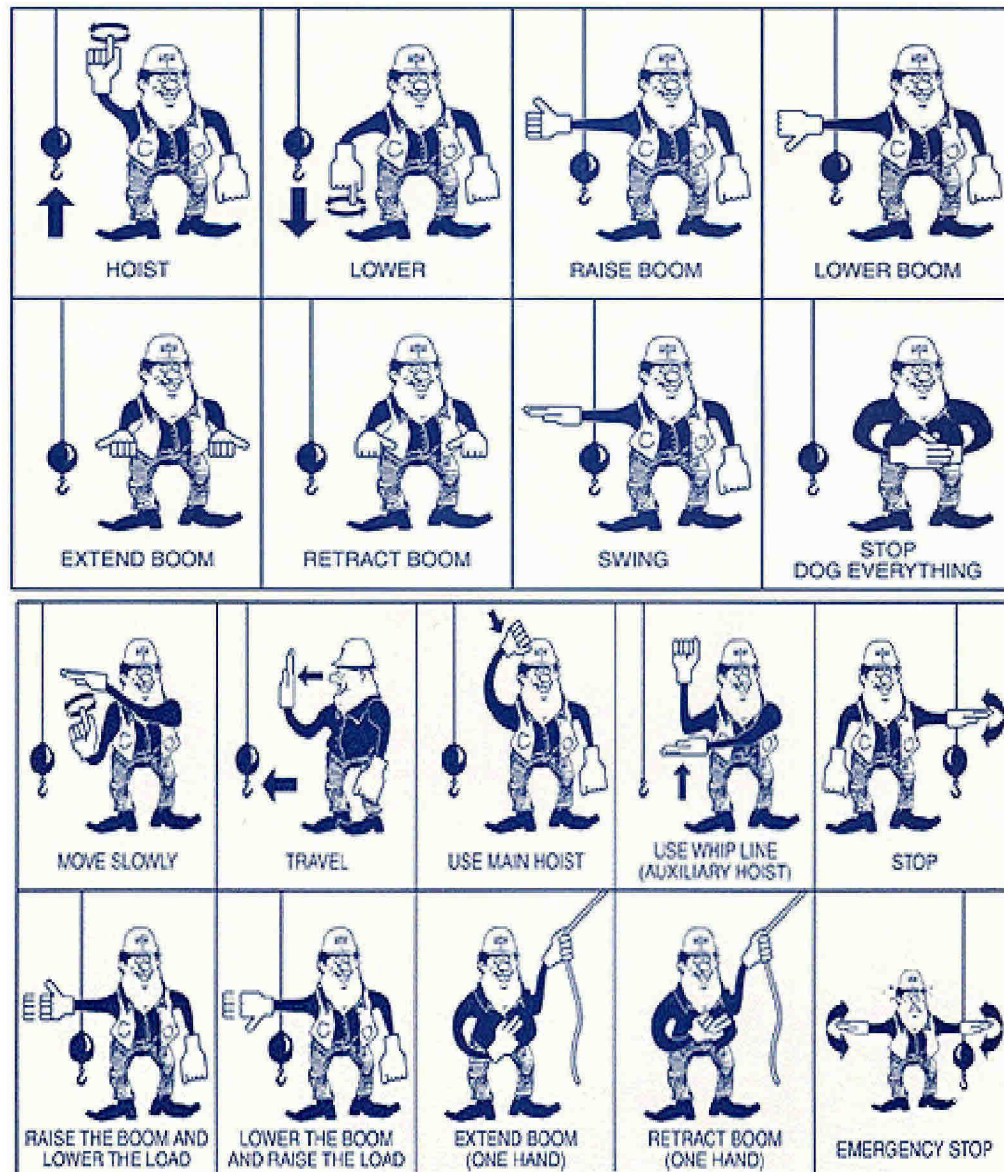 HOIST
LOWER
RAISE BOOM
LOWER BOOM
EXTEND BOOM
RETRACT BOOM
SWING
STOP
DOG EVERYTHING
MOVE SLOWLY
TRAVEL
USE MAIN HOIST
USE WHIP LINE
(AUXILIARY HOIST)
STOP
RAISE THE BOOM AND
LOWER THE LOAD
LOWER THE BOOM
AND RAISE THE LOAD
EXTEND BOOM
(ONE HAND)
RETRACT BOOM
(ONE HAND)
EMERGENCY STOP